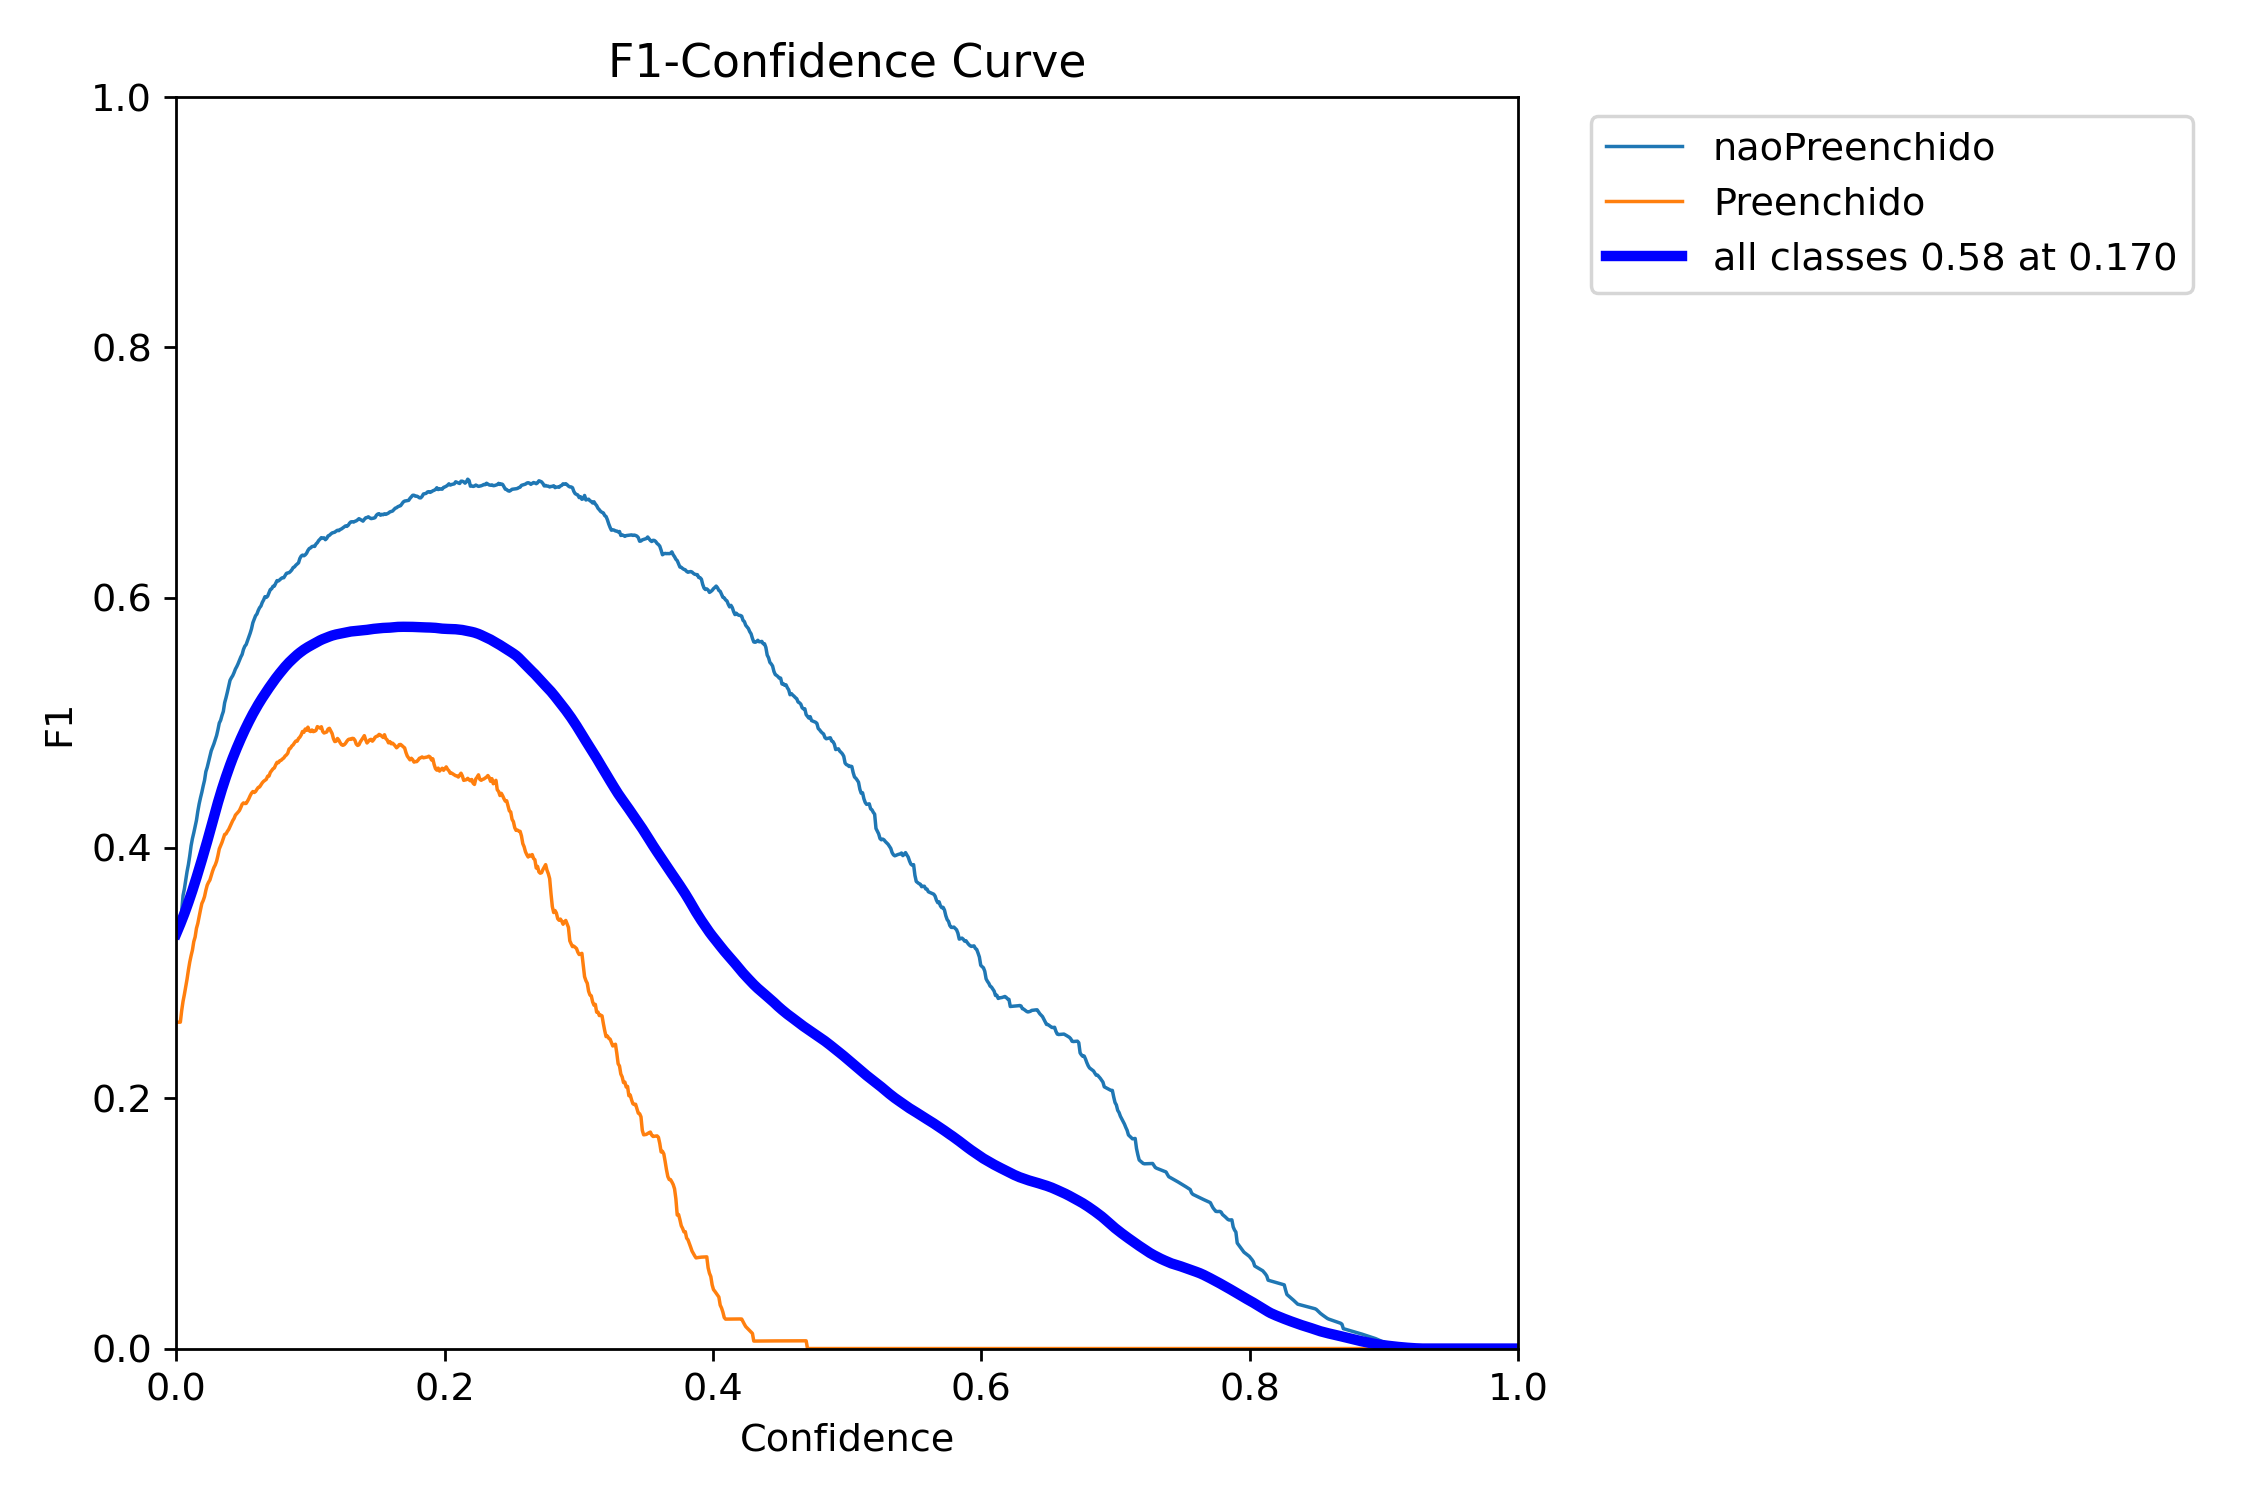 F1-Confidence Curve
1.0
0.8
0.6
0.4
0.2
0.0
F1
0.0 0.2 0.4 0.6 0.8 1.0
Confidence
naoPreenchido
Preenchido
all classes 0.58 at 0.170